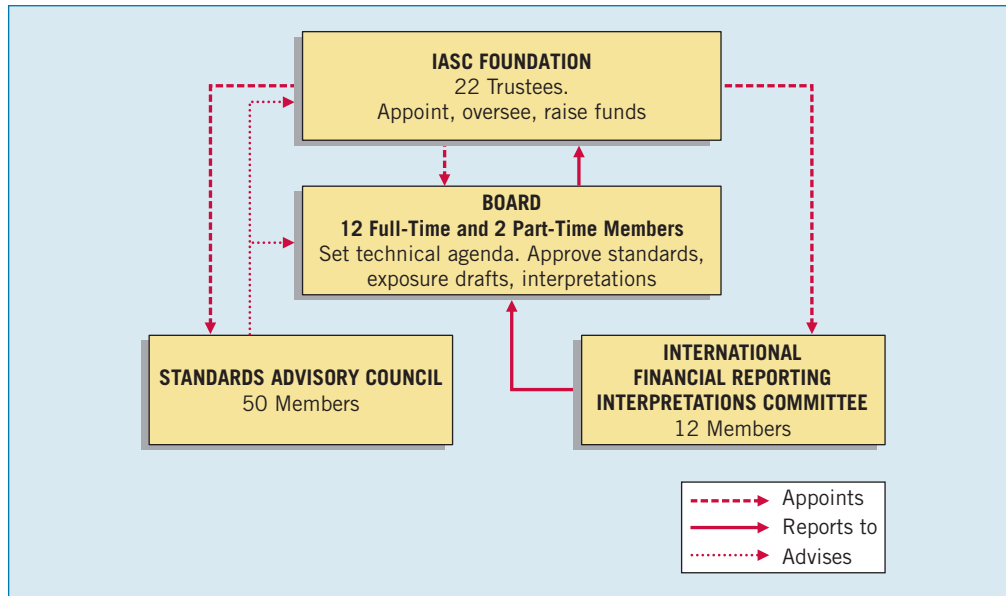 IASC FOUNDATION
22 Trustees.
Appoint, oversee, raise funds
BOARD
12 Full-Time and 2 Part-Time Members
Set technical agenda. Approve standards,
exposure drafts, interpretations
STANDARDS ADVISORY COUNCIL
50 Members
INTERNATIONAL
FINANCIAL REPORTING
INTERPRETATIONS COMMITTEE
12 Members
Appoints
Reports to
Advises